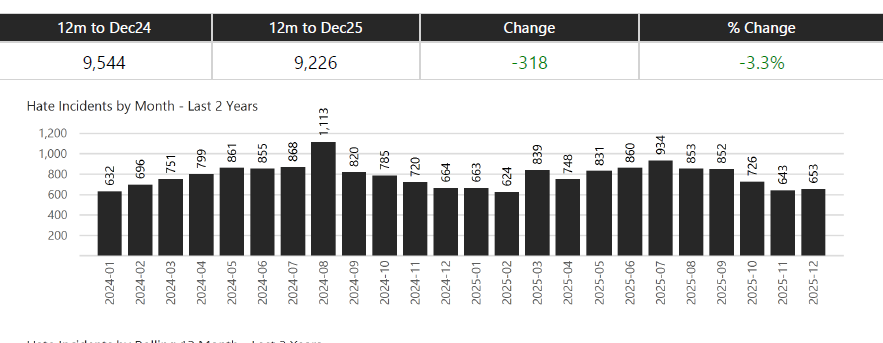 12m to Dec24 12m to Dec25 Change % Change
9,544 9,226 -318 -3.3%
Hate Incidents by Month - Last 2 Years
1,200
1,000
800
600
400
200
632 696 751 799 861 855 868 1,113 820 785 720 664 663 624 839 748 831 860 934 853 852 726 643 653
2024-01 2024-02 2024-03 2024-04 2024-05 2024-06 2024-07 2024-08 2024-09 2024-10 2024-11 2024-12 2025-01 2025-02 2025-03 2025-04 2025-05 2025-06 2025-07 2025-08 2025-09 2025-10 2025-11 2025-12